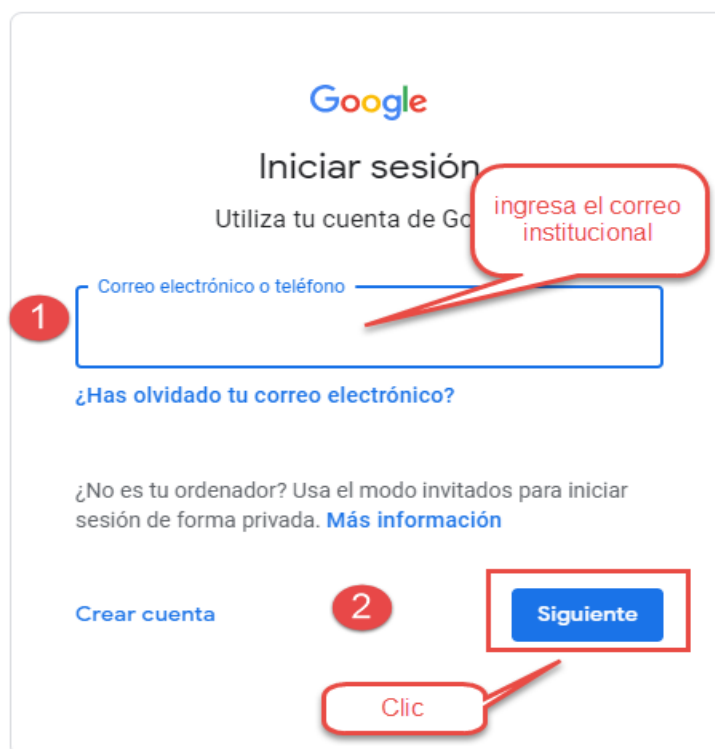 Google
Iniciar sesión
Utiliza tu cuenta de
ingresa el correo
institucional
Correo electrónico o teléfono
1
¿Has olvidado tu correo electrónico?
¿No es tu ordenador? Usa el modo invitados para iniciar
sesión de forma privada. Más información
Crear cuenta
2
Siguiente
Clic